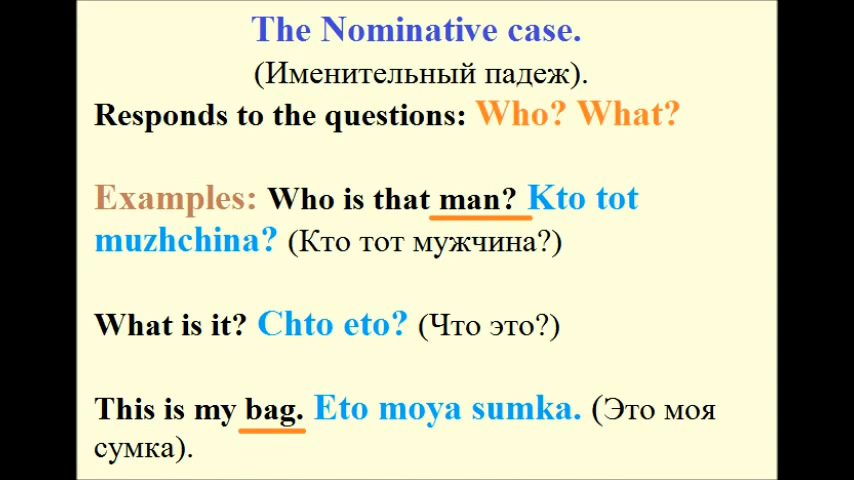 The Nominative case.
(Именительный падеж).
Responds to the questions: Who? What?
Examples: Who is that man? Kto tot
muzhchina? (Кто тот мужчина?)
What is it? Chto eto? (Что это?)
This is my bag. Eto moya sumka. (Это моя
сумка).